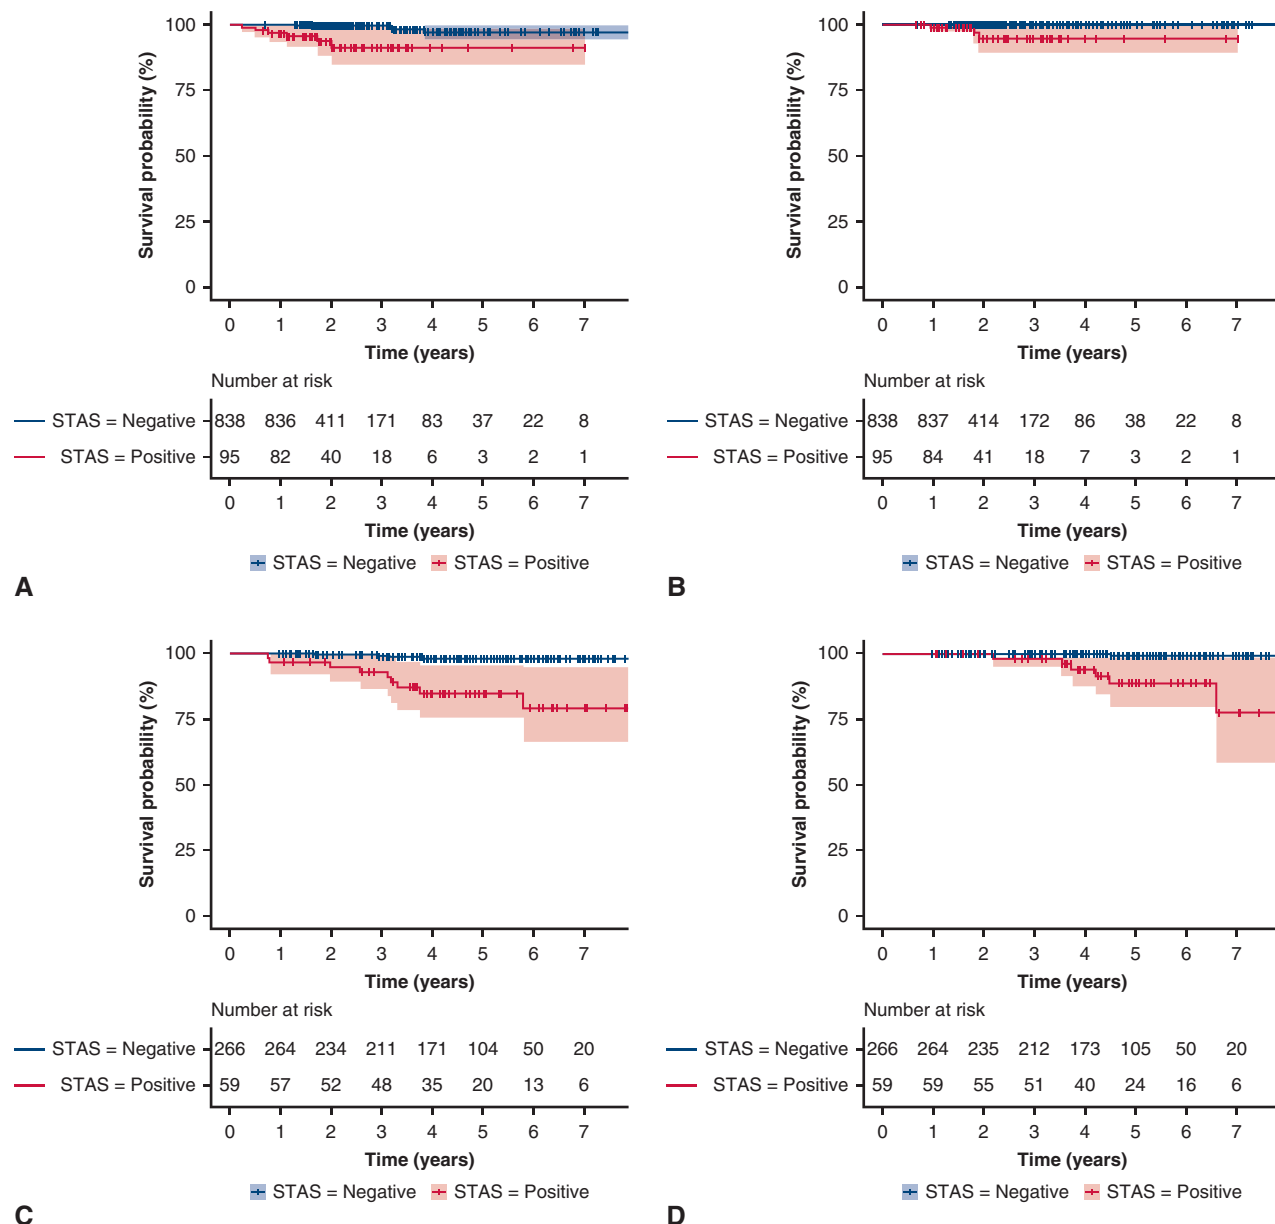 Survival probability (%)
100
75
50
25
0
0 1 2 3 4 5 6 7
Time (years)
Number at risk
STAS = Negative 838 836 411 171 83 37 22 8
STAS = Positive 95 82 40 18 6 3 2 1
0 1 2 3 4 5 6 7
Time (years)
STAS = Negative STAS = Positive
A
Survival probability (%)
100
75
50
25
0
0 1 2 3 4 5 6 7
Time (years)
Number at risk
STAS = Negative 838 837 414 172 86 38 22 8
STAS = Positive 95 84 41 18 7 3 2 1
0 1 2 3 4 5 6 7
Time (years)
STAS = Negative STAS = Positive
B
Survival probability (%)
100
75
50
25
0
0 1 2 3 4 5 6 7
Time (years)
Number at risk
STAS = Negative 266 264 234 211 171 104 50 20
STAS = Positive 59 57 52 48 35 20 13 6
0 1 2 3 4 5 6 7
Time (years)
STAS = Negative STAS = Positive
C
Survival probability (%)
100
75
50
25
0
0 1 2 3 4 5 6 7
Time (years)
Number at risk
STAS = Negative 266 264 235 212 173 105 50 20
STAS = Positive 59 59 55 51 40 24 16 6
0 1 2 3 4 5 6 7
Time (years)
STAS = Negative STAS = Positive
D